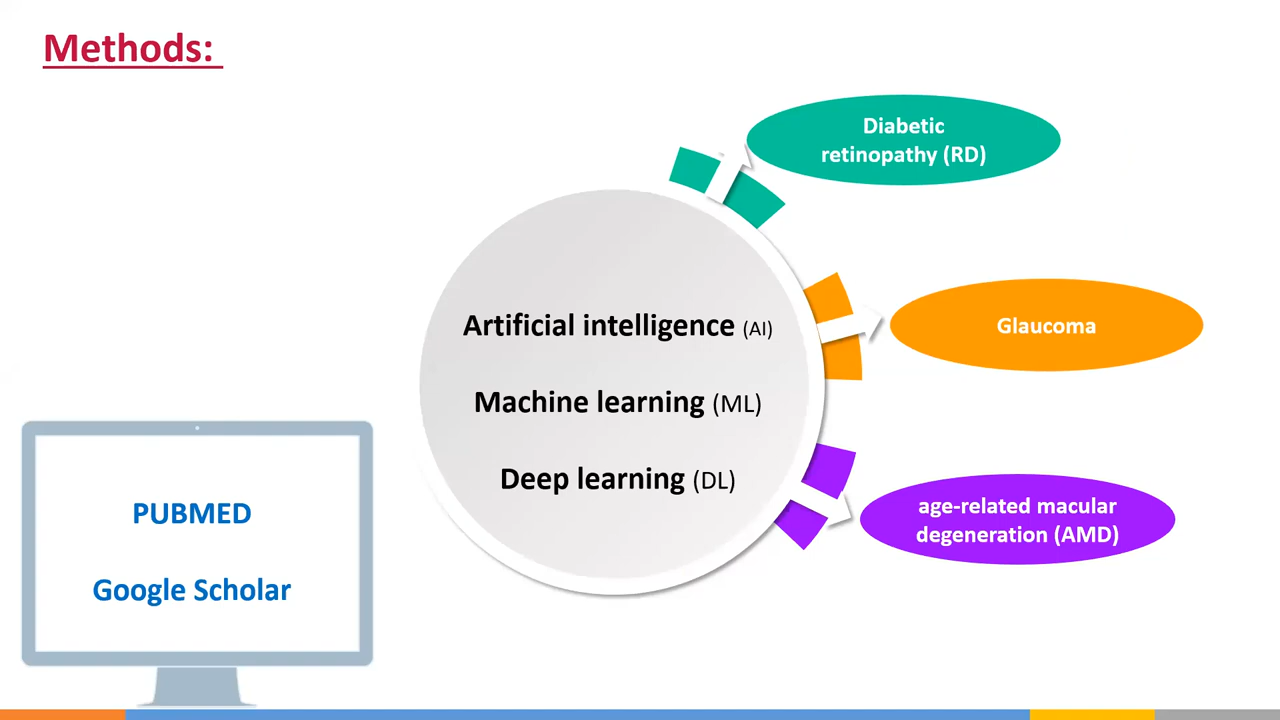 Methods:
Diabetic
retinopathy (RD)
Glaucoma
age-related macular
degeneration (AMD)
Artificial intelligence (AI)
Machine learning (ML)
Deep learning (DL)
PUBMED
Google Scholar